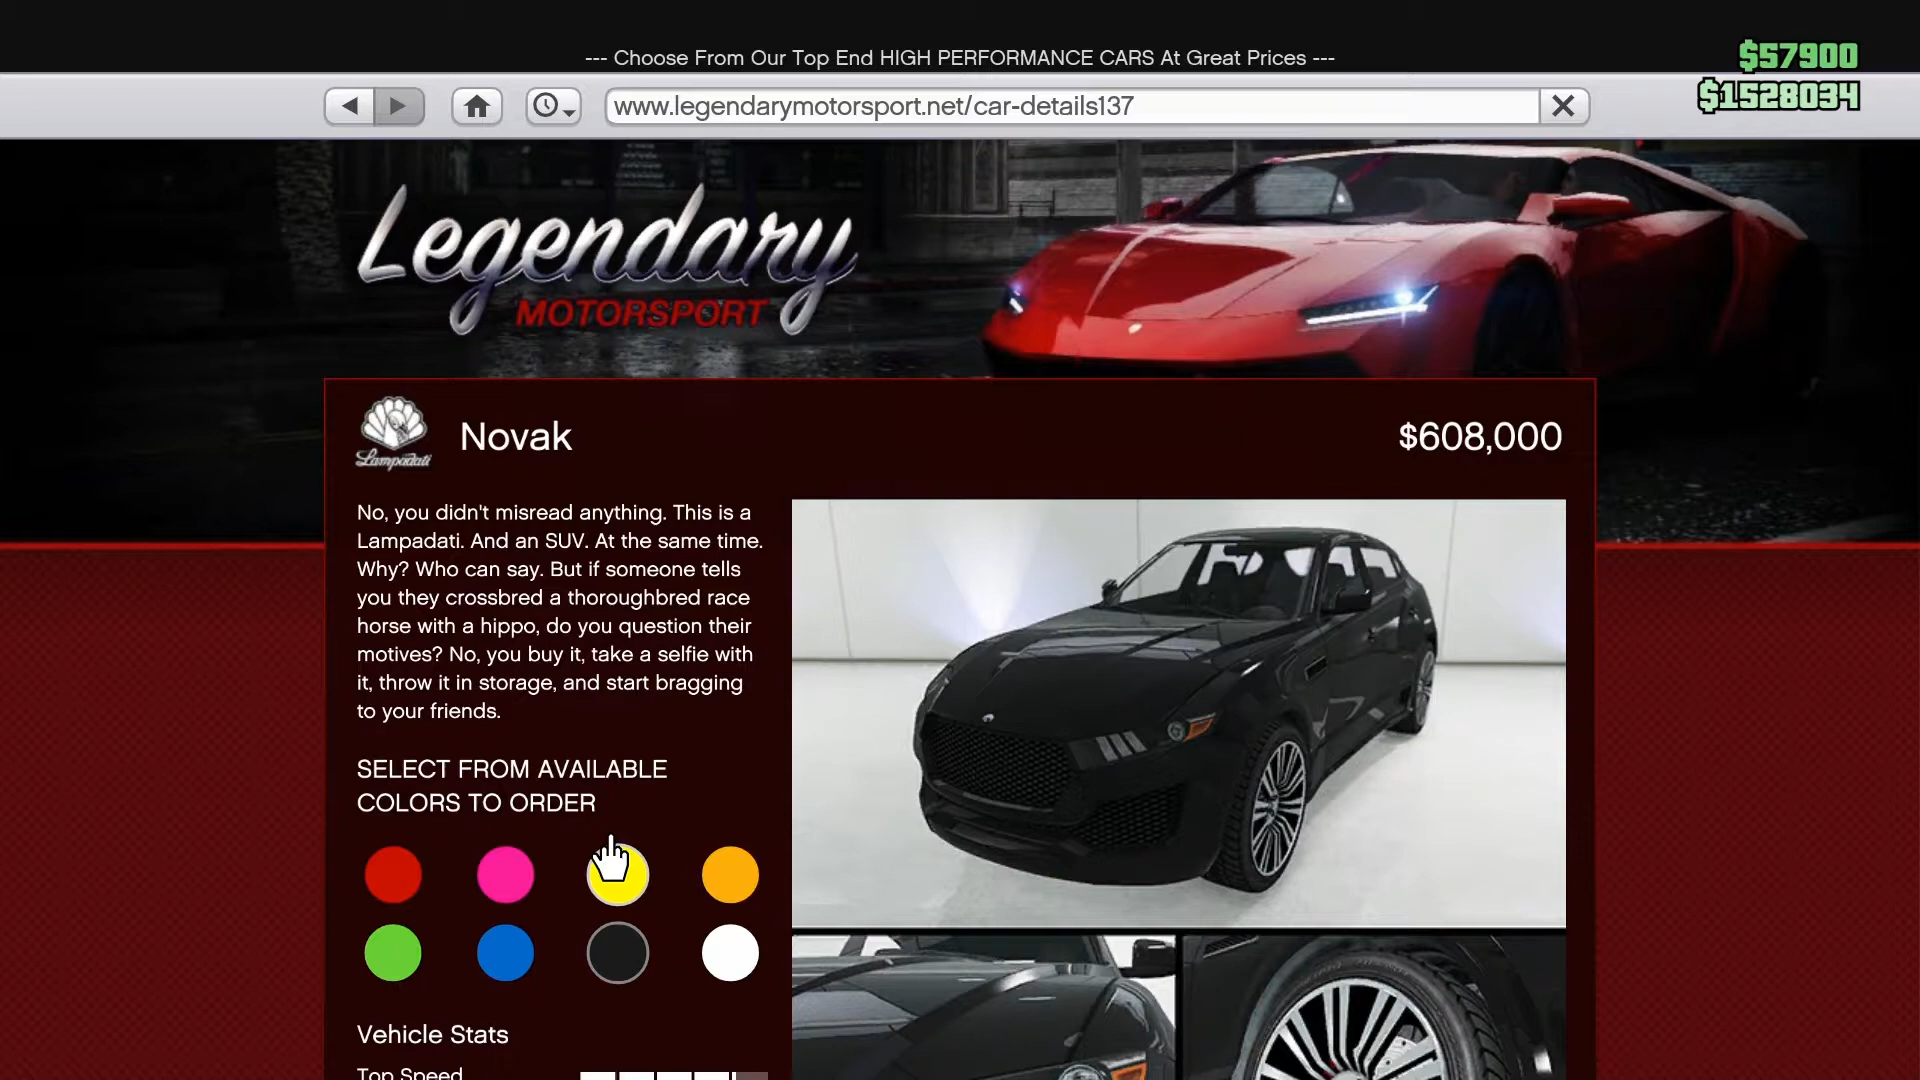 --- Choose From Our Top End HIGH PERFORMANCE CARS At Great Prices ---
$57900
$1528034
www.legendarymotorsport.net/car-details137
Legendary
MOTORSPORT
Lampadati
Novak
$608,000
No, you didn't misread anything. This is a
Lampadati. And an SUV. At the same time.
Why? Who can say. But if someone tells
you they crossbred a thoroughbred race
horse with a hippo, do you question their
motives? No, you buy it, take a selfie with
it, throw it in storage, and start bragging
to your friends.
SELECT FROM AVAILABLE
COLORS TO ORDER
Vehicle Stats
Top Speed